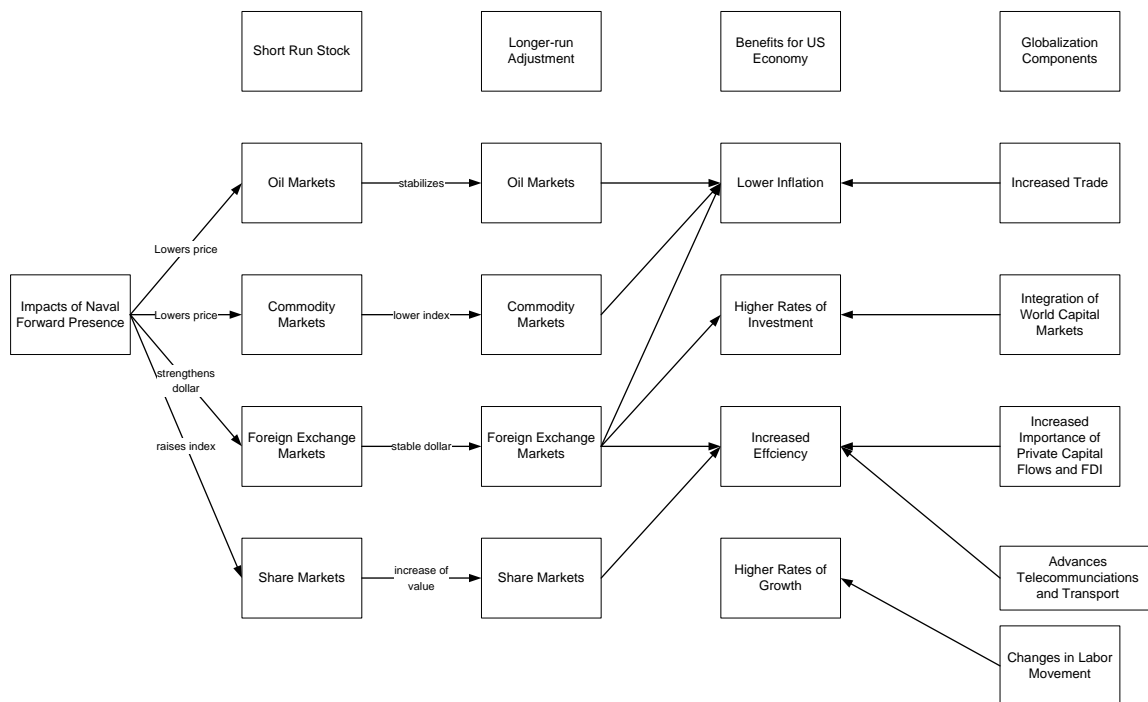 Short Run Stock
Longer-run
Adjustment
Benefits for US
Economy
Globalization
Components
Oil Markets
stabilizes
Oil Markets
Lower Inflation
Increased Trade
Lowers price
Impacts of Naval
Forward Presence
Lowers price
Commodity
Markets
lower index
Commodity
Markets
Higher Rates of
Investment
Integration of
World Capital
Markets
strengthens
dollar
raises index
Foreign Exchange
Markets
stable dollar
Foreign Exchange
Markets
Increased
Effciency
Increased
Importance of
Private Capital
Flows and FDI
Share Markets
increase of
value
Share Markets
Higher Rates of
Growth
Advances
Telecommunciations
and Transport
Changes in Labor
Movement